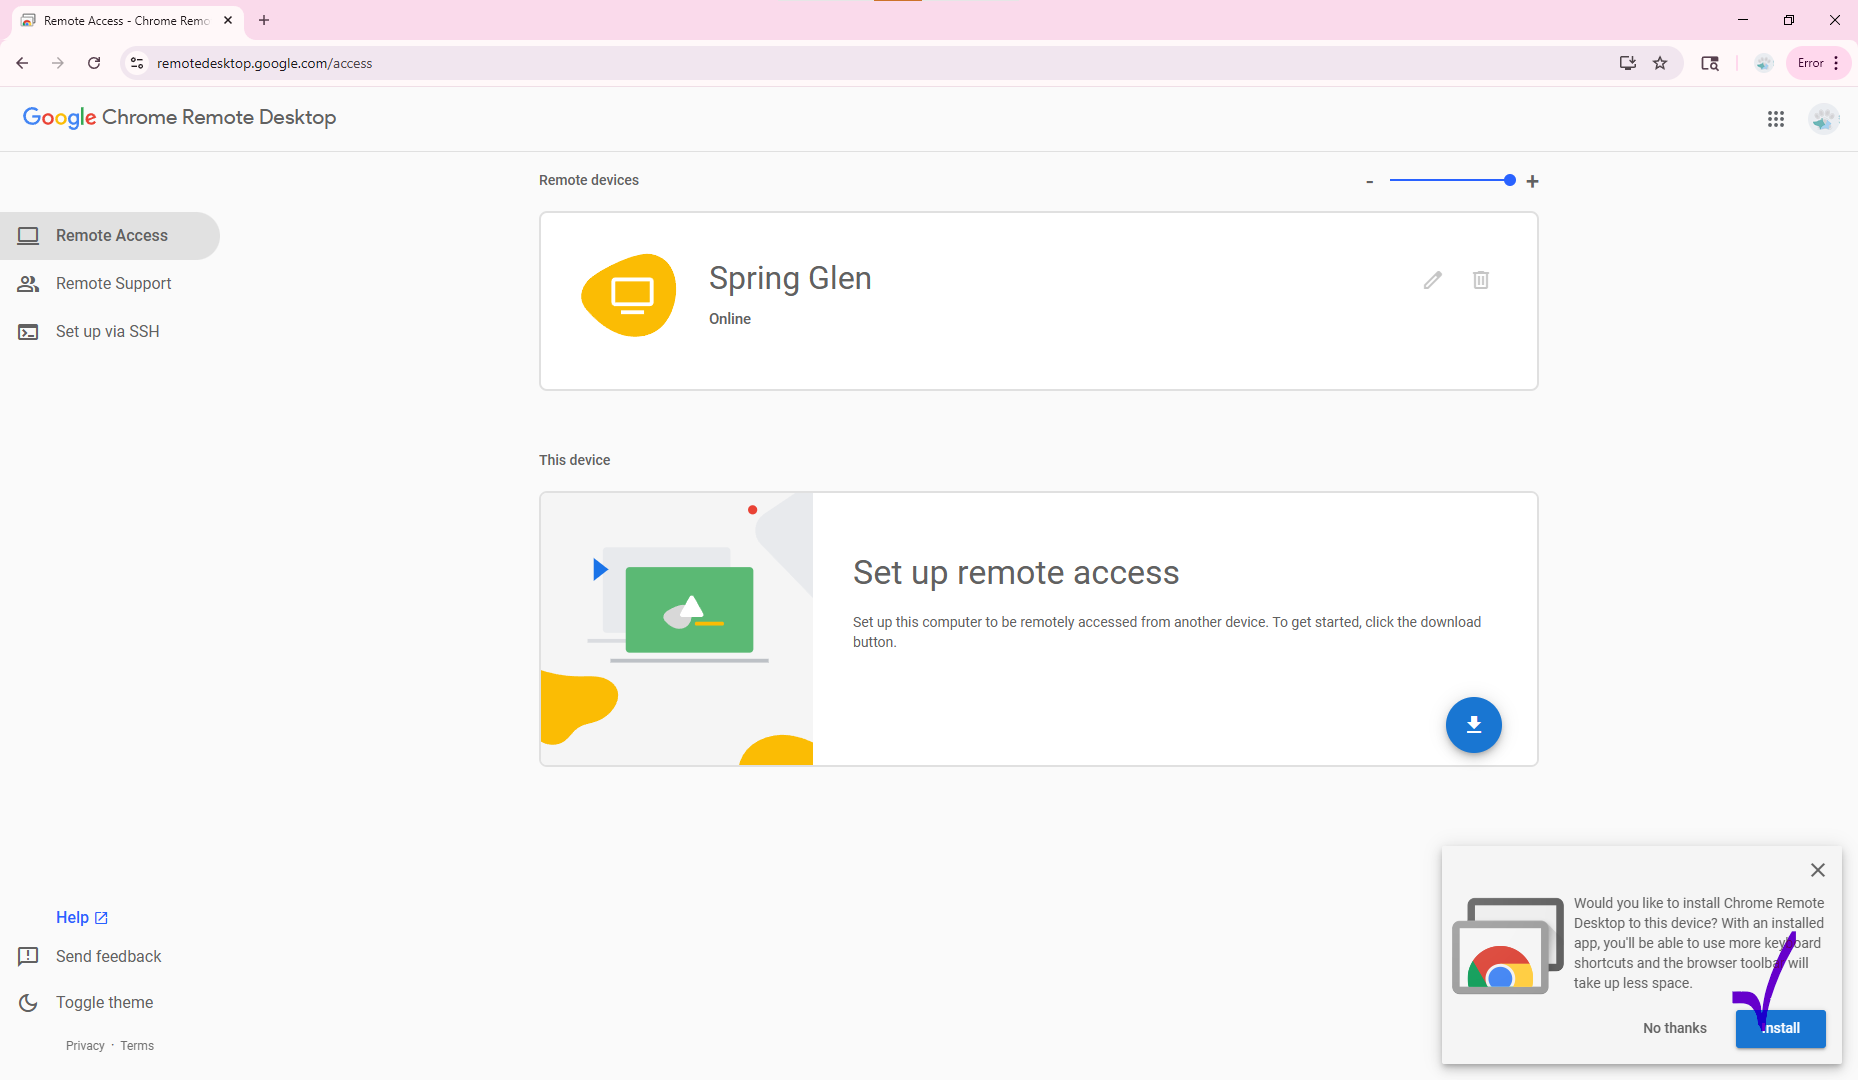 Remote Access - Chrome Remo
remotedesktop.google.com/access
Error
Google Chrome Remote Desktop
Remote devices
- +
Remote Access
Remote Support
Set up via SSH
Spring Glen
Online
This device
Set up remote access
Set up this computer to be remotely accessed from another device. To get started, click the download
button.
Would you like to install Chrome Remote
Desktop to this device? With an installed
app, you'll be able to use more keyboard
shortcuts and the browser toolbar will
take up less space.
No thanks
Install
Help
Send feedback
Toggle theme
Privacy · Terms